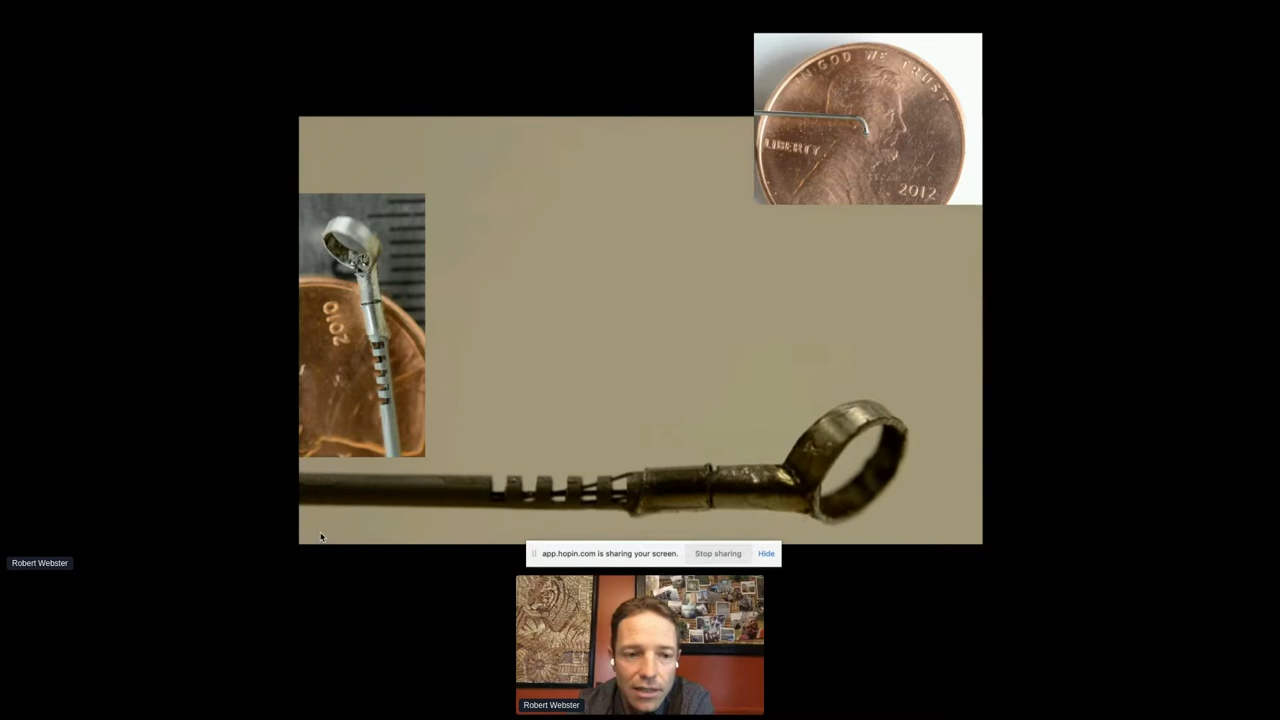 IN GOD WE TRUST
LIBERTY
2012
2010
app.hopin.com is sharing your screen. Stop sharing Hide
Robert Webster
Robert Webster